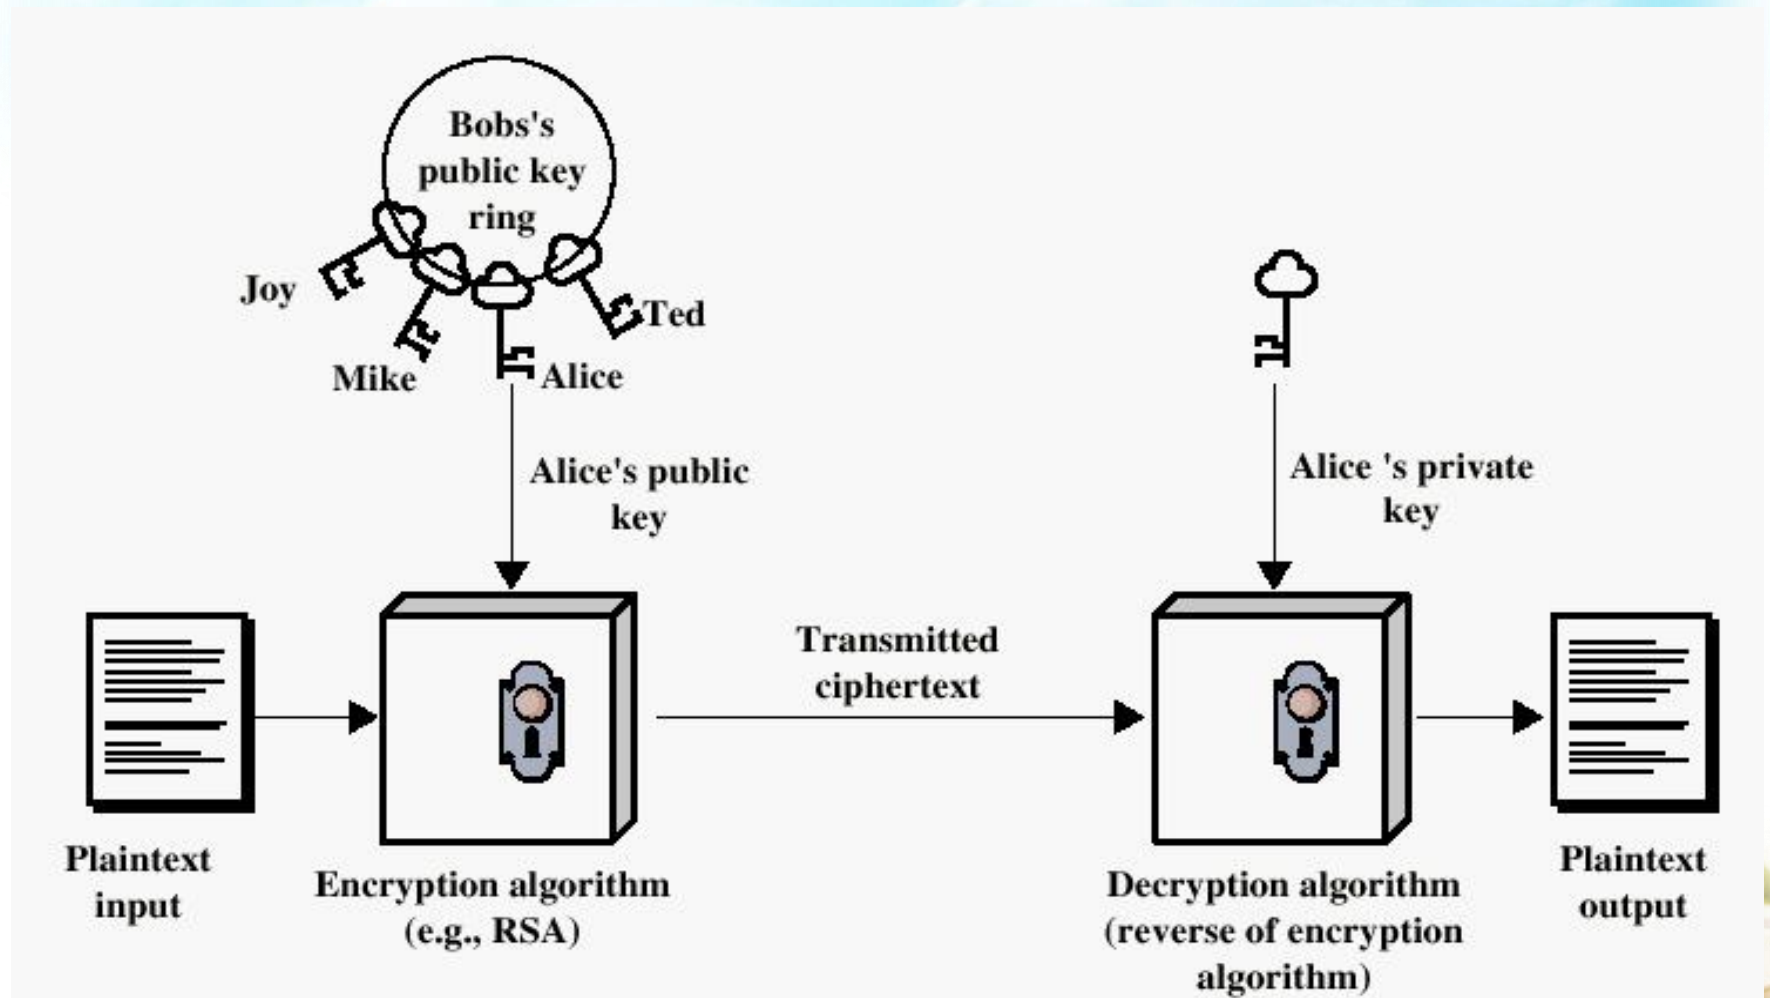 Bobs's
public key
ring
Joy
Ted
Mike
Alice
Alice's public
key
Alice 's private
key
Transmitted
ciphertext
Plaintext
input
Encryption algorithm
(e.g., RSA)
Decryption algorithm
(reverse of encryption
algorithm)
Plaintext
output